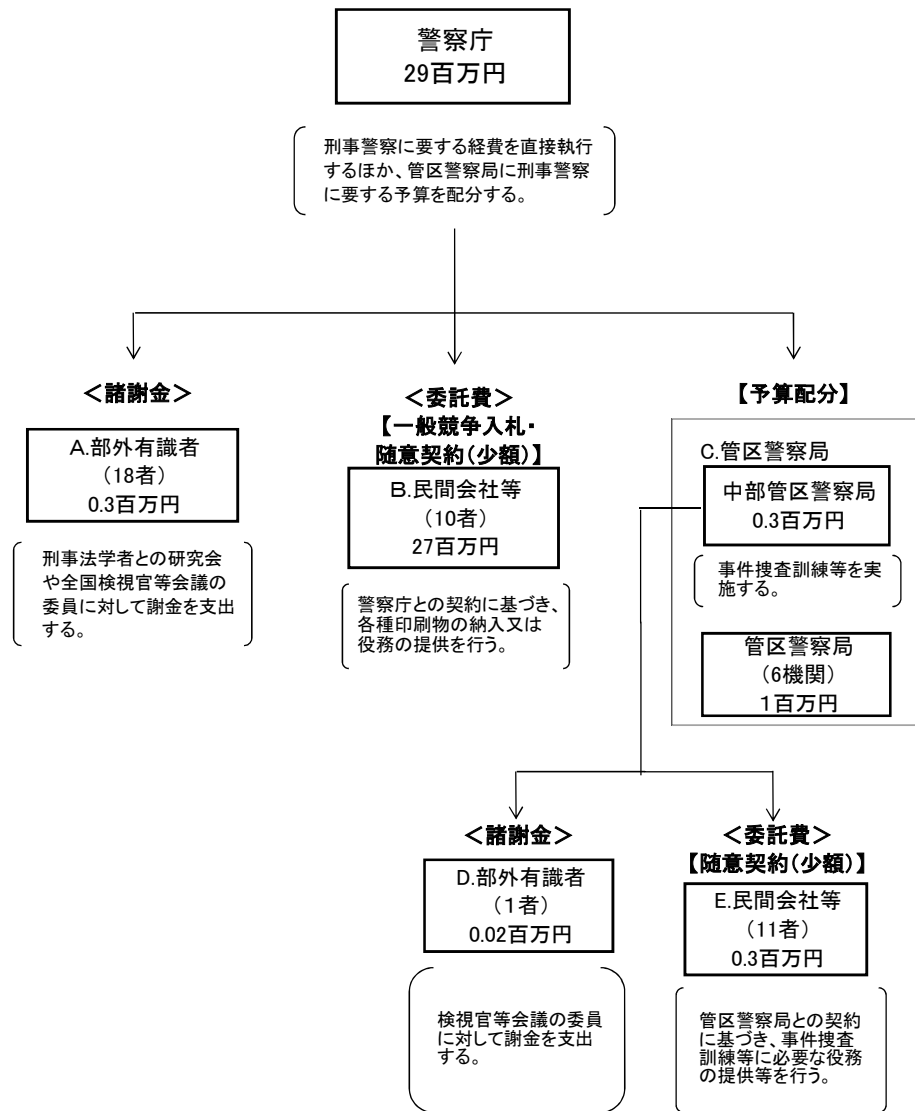 警察庁
29百万円
刑事警察に要する経費を直接執行
するほか、管区警察局に刑事警察
に要する予算を配分する。
＜諸謝金＞
A.部外有識者
(18者)
0.3百万円
刑事法学者との研究会
や全国検視官等会議の
委員に対して謝金を支出
する。
＜委託費＞
【一般競争入札・
随意契約(少額)】
B.民間会社等
(10者)
27百万円
警察庁との契約に基づき、
各種印刷物の納入又は
役務の提供を行う。
【予算配分】
C.管区警察局
中部管区警察局
0.3百万円
事件捜査訓練等を実
施する。
管区警察局
(6機関)
1百万円
＜諸謝金＞
D.部外有識者
(1者)
0.02百万円
検視官等会議の委員
に対して謝金を支出
する。
＜委託費＞
【随意契約(少額)】
E.民間会社等
(11者)
0.3百万円
管区警察局との契約
に基づき、事件捜査
訓練等に必要な役務
の提供等を行う。